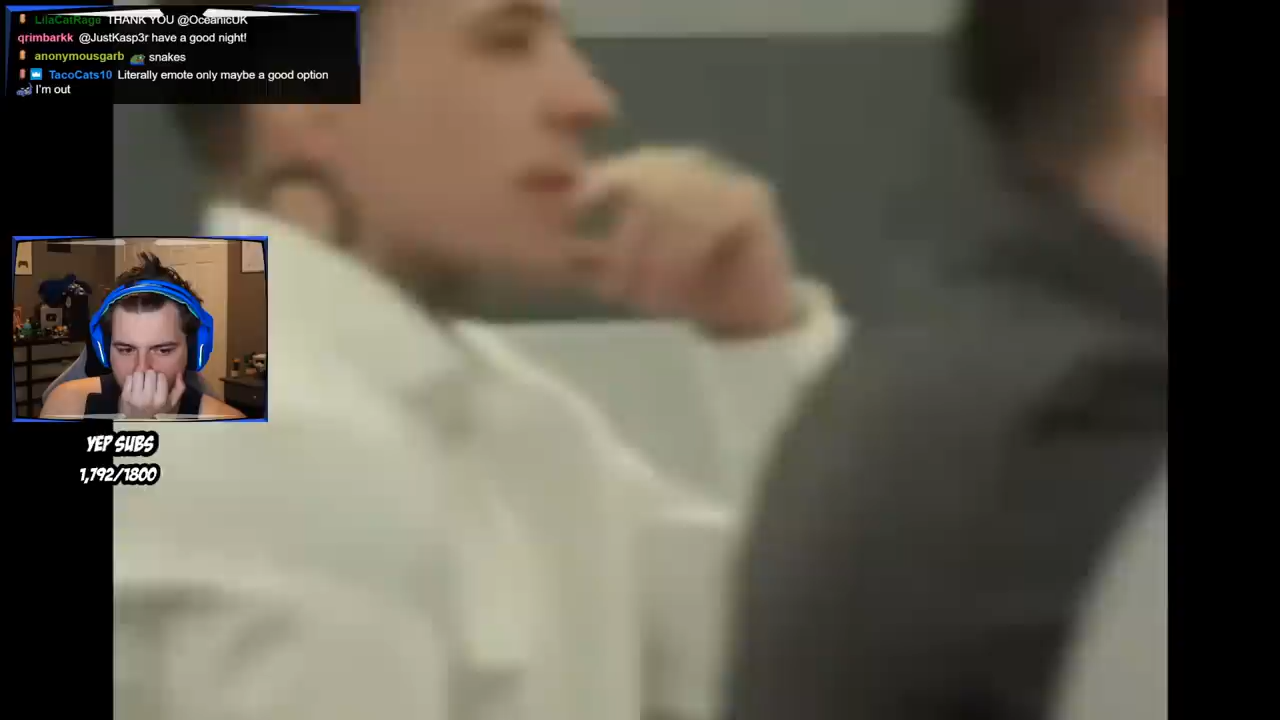 LilaCatRage THANK YOU @OceanicUK
qrimbarkk @JustKasp3r have a good night!
anonymousgarb snakes
TacoCats10 Literally emote only maybe a good option
I'm out
YEP SUBS
1,792/1800